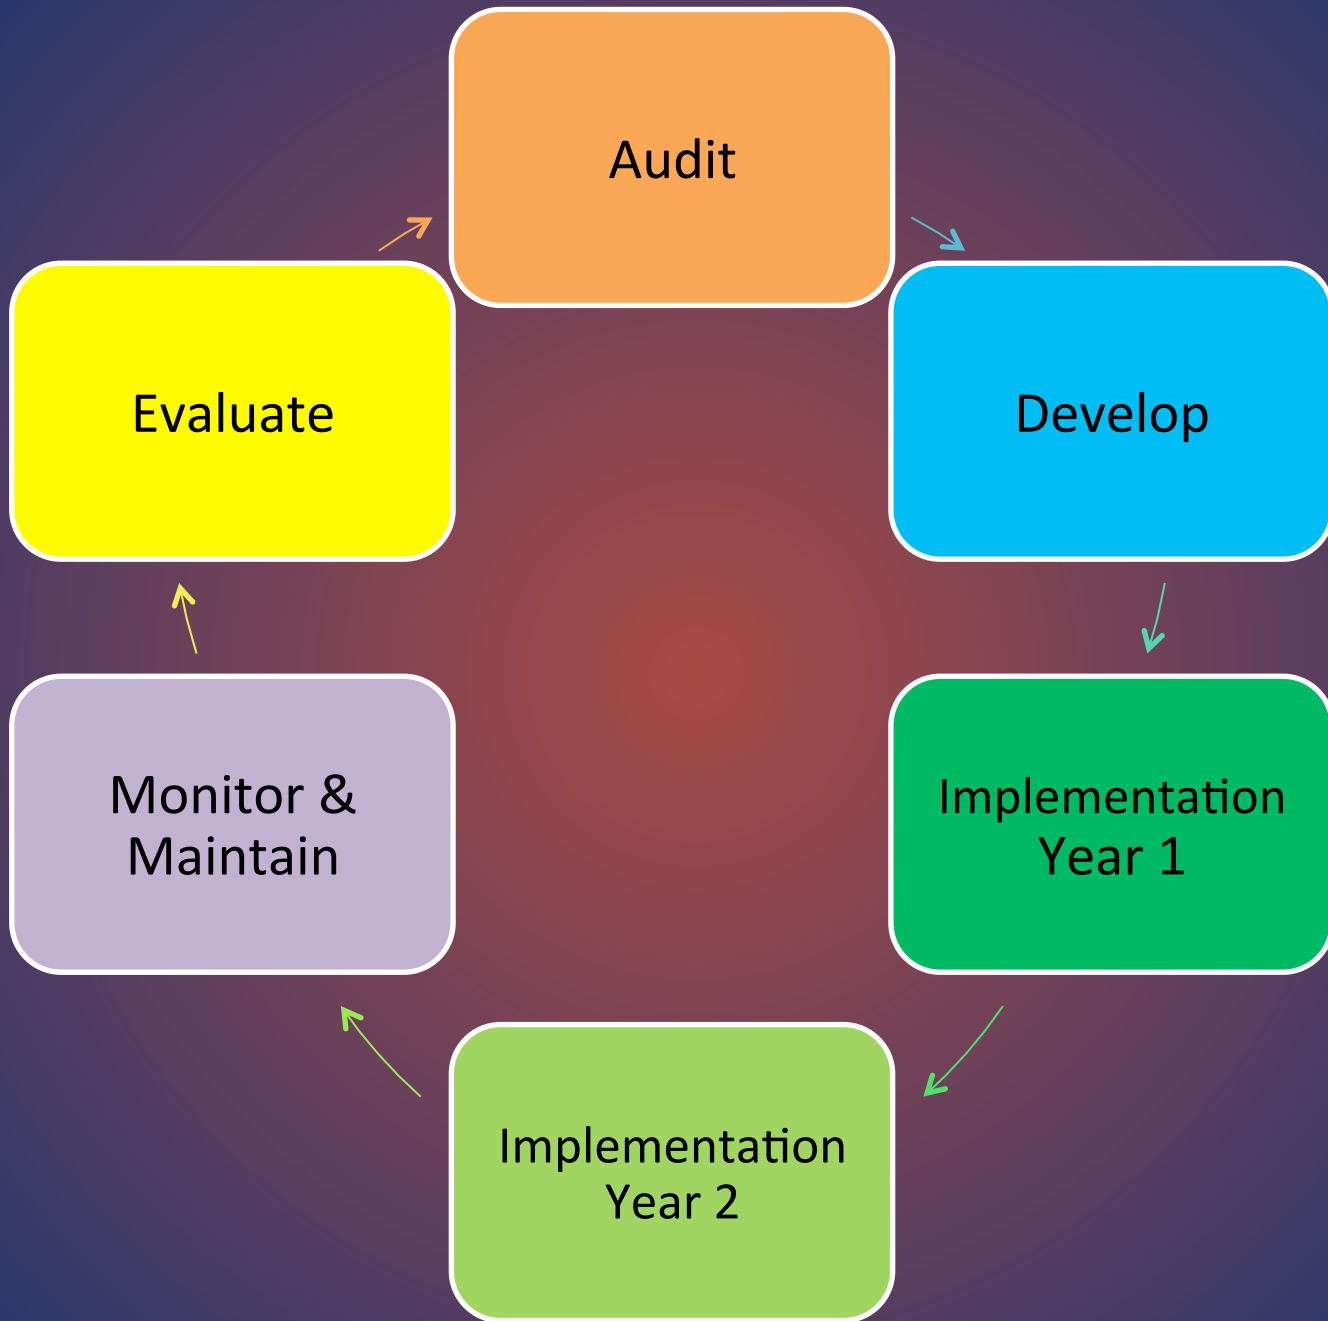 Audit
Develop
Implementation
Year 1
Implementation
Year 2
Monitor &
Maintain
Evaluate